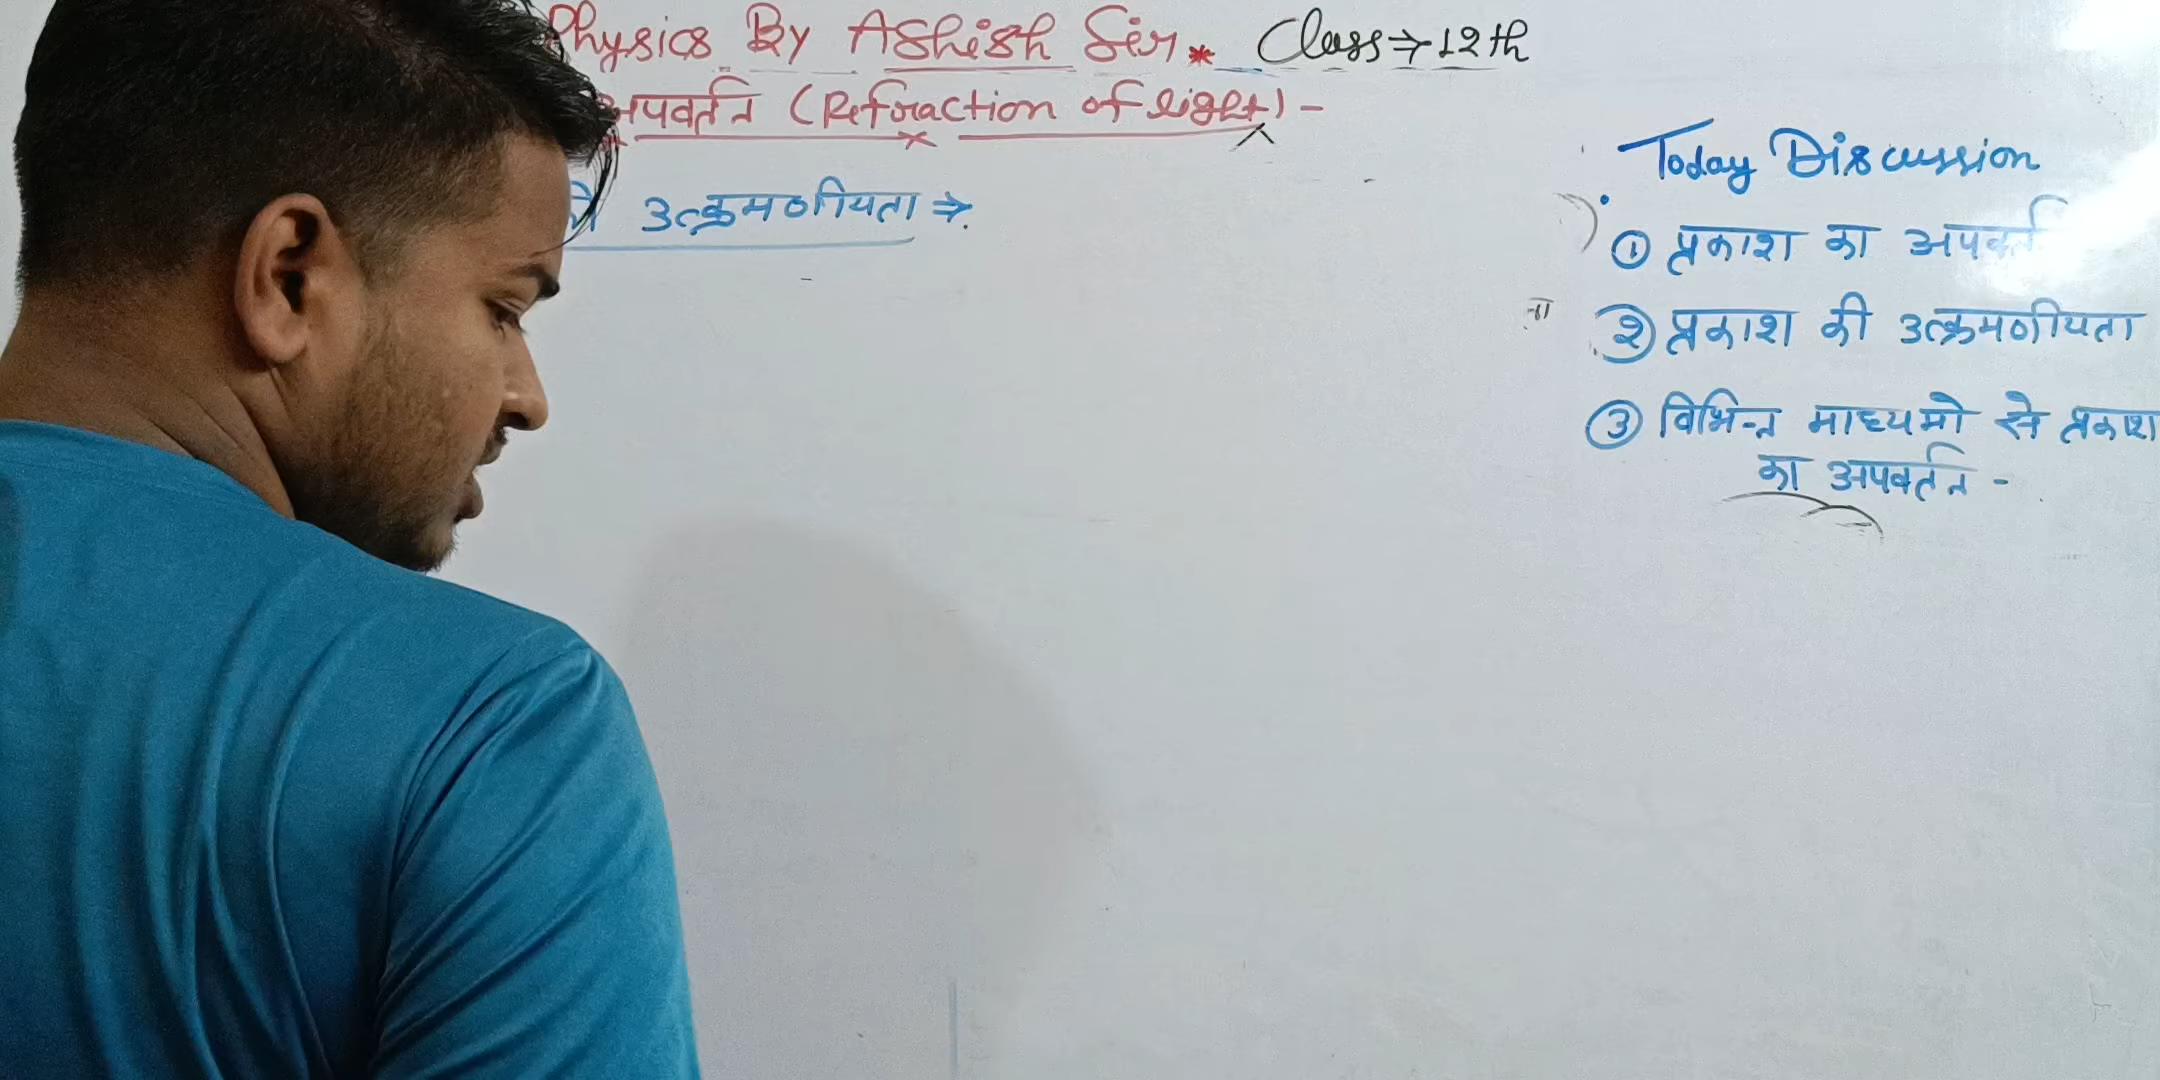 Physics By Ashish Sir * Class ⇒ 12th
अपवर्तन (Refraction of light) -
की उत्क्रमणीयता ⇒
Today Discussion
① प्रकाश का अपवर्त
② प्रकाश की उत्क्रमणीयता
③ विभिन्न माध्यमो से प्रकाश
का अपवर्तन -